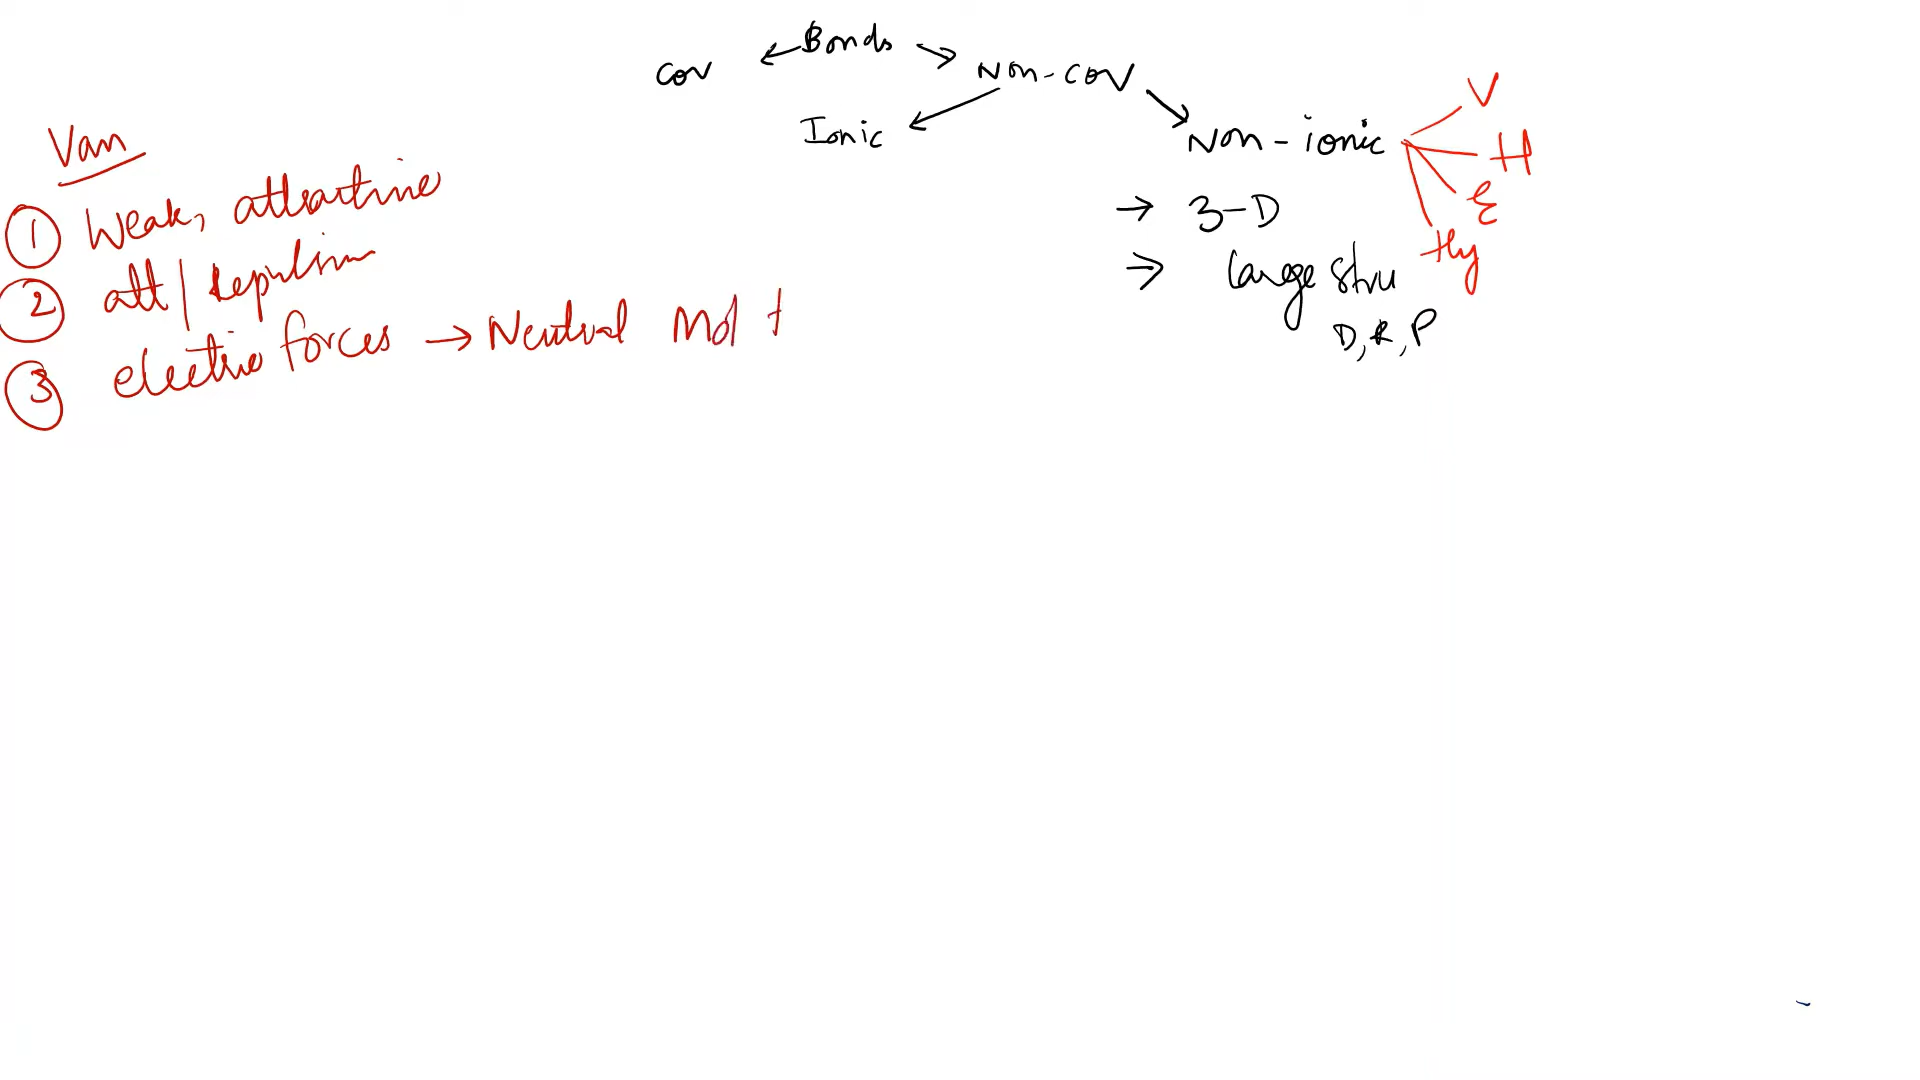 Bonds
Cov
Non-cov
Ionic
Non-ionic
V
H
E
Hy
→ 3-D
→ Large stru
D, R, P
Van
① Weak, attractive
② att/repulsion
③ electric forces → Neutral Mol